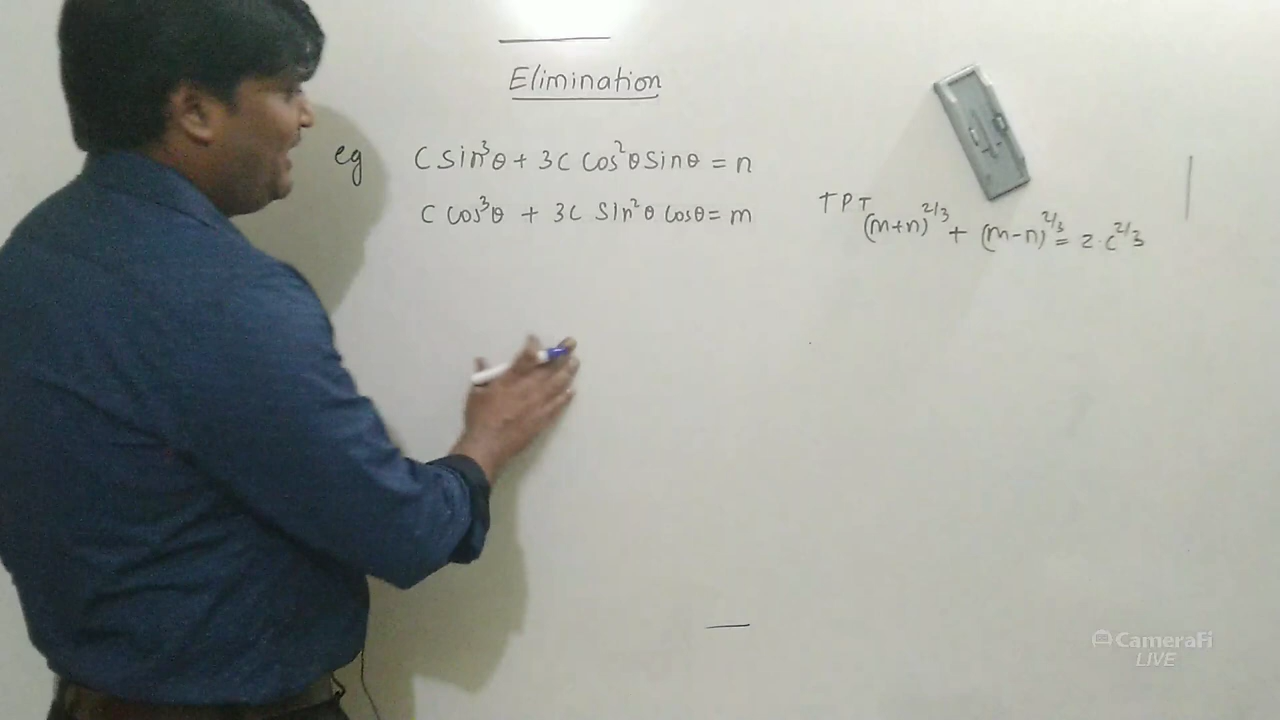 Elimination
eg C Sin³θ + 3C Cos²θ Sinθ = n
C Cos³θ + 3C Sin²θ Cosθ = m
TPT
(m+n)^2/3 + (m-n)^2/3 = 2·C^2/3
CameraFi
LIVE